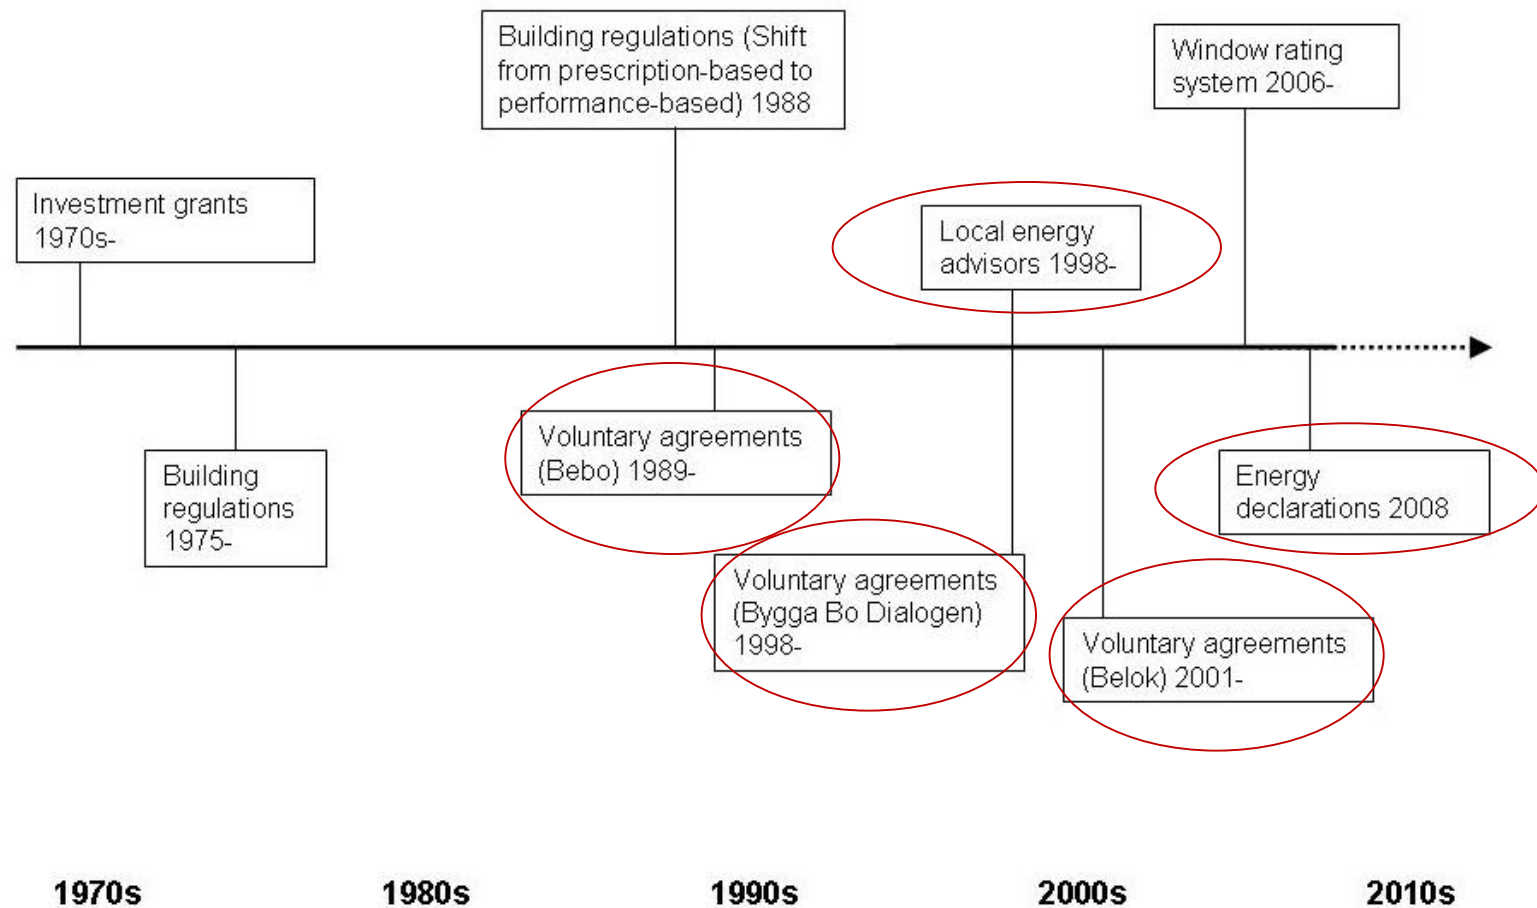 Building regulations (Shift
from prescription-based to
performance-based) 1988
Window rating
system 2006-
Investment grants
1970s-
Local energy
advisors 1998-
Voluntary agreements
(Bebo) 1989-
Building
regulations
1975-
Energy
declarations 2008
Voluntary agreements
(Bygga Bo Dialogen)
1998-
Voluntary agreements
(Belok) 2001-
1970s
1980s
1990s
2000s
2010s